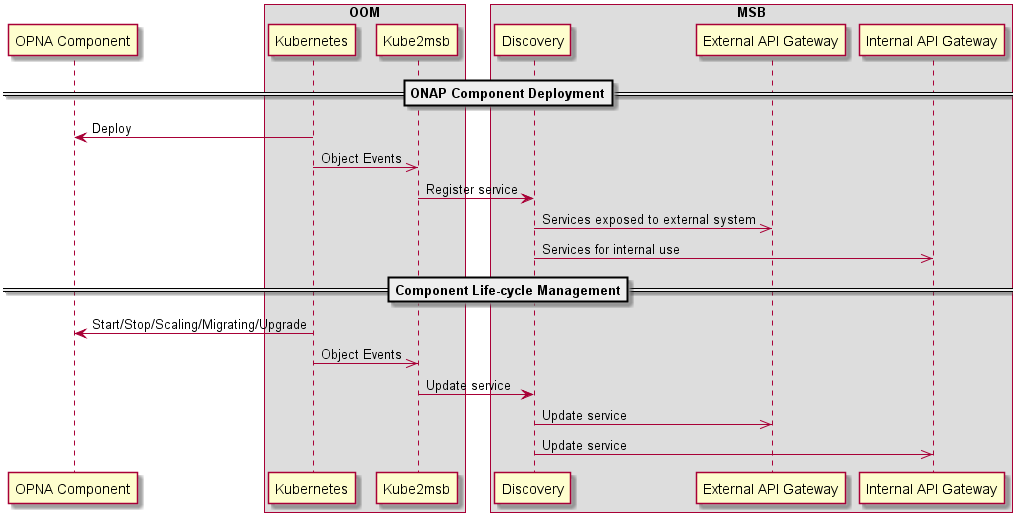 OOM
MSB
OPNA Component
Kubernetes
Kube2msb
Discovery
External API Gateway
Internal API Gateway
ONAP Component Deployment
Deploy
Object Events
Register service
Services exposed to external system
Services for internal use
Component Life-cycle Management
Start/Stop/Scaling/Migrating/Upgrade
Object Events
Update service
Update service
Update service
OPNA Component
Kubernetes
Kube2msb
Discovery
External API Gateway
Internal API Gateway